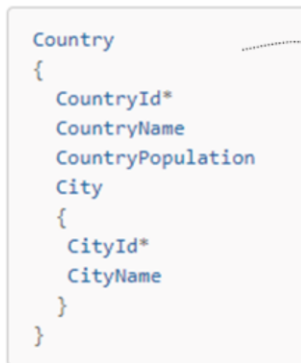 Country
{
CountryId*
CountryName
CountryPopulation
City
{
CityId*
CityName
}
}